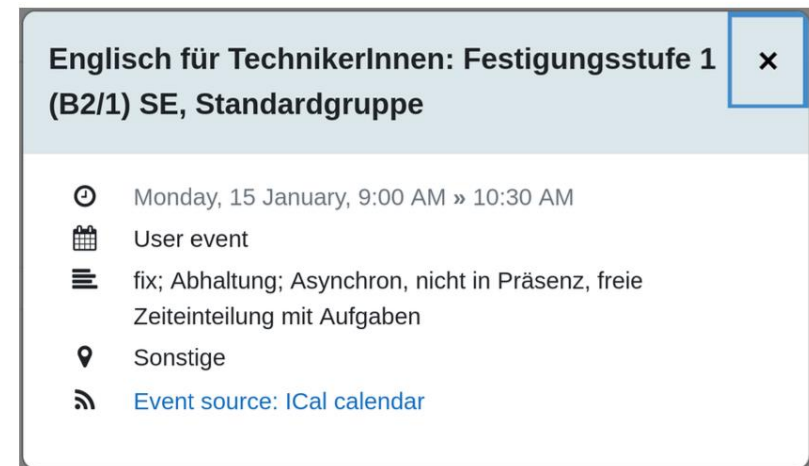 Englisch für TechnikerInnen: Festigungsstufe 1
(B2/1) SE, Standardgruppe
Monday, 15 January, 9:00 AM » 10:30 AM
User event
fix; Abhaltung; Asynchron, nicht in Präsenz, freie
Zeiteinteilung mit Aufgaben
Sonstige
Event source: ICal calendar